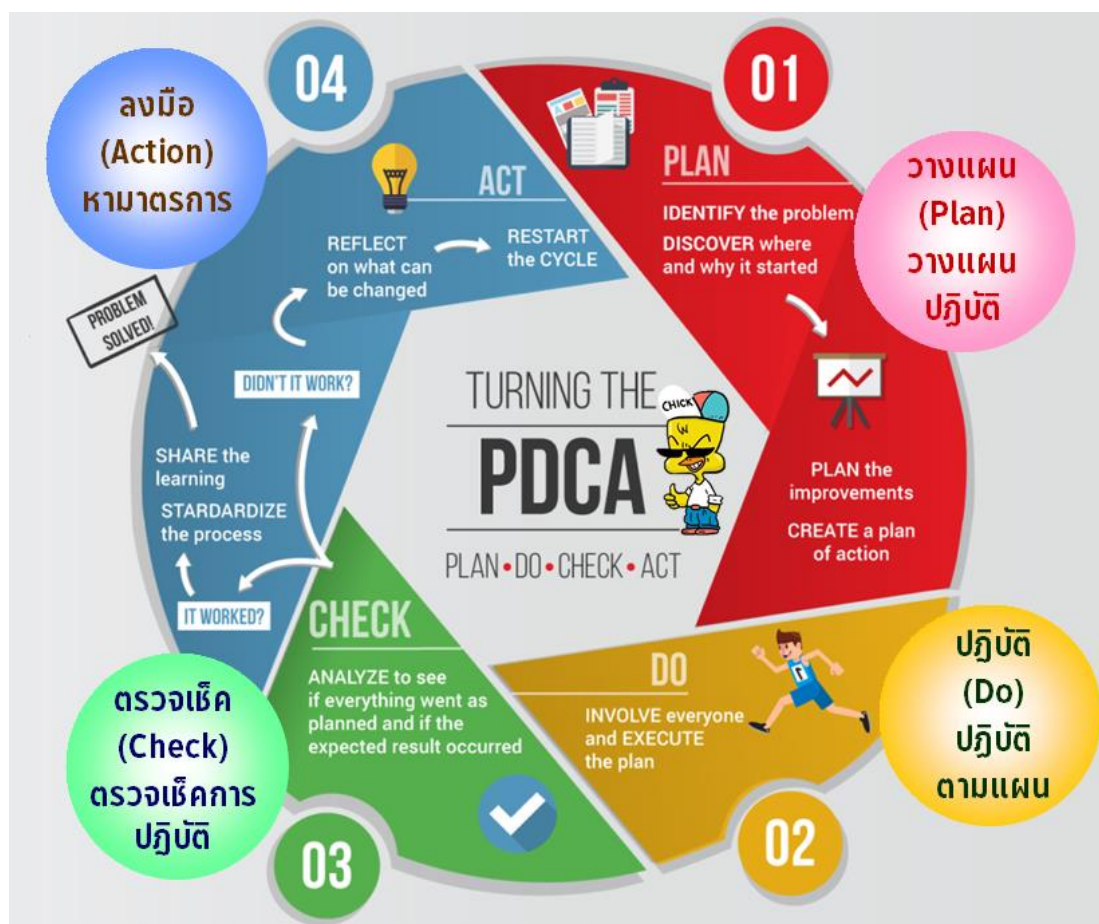 04
ลงมือ
(Action)
หามาตรการ
ACT
REFLECT
on what can
be changed
RESTART
the CYCLE
PROBLEM
SOLVED!
DIDN'T IT WORK?
SHARE the
learning
STARDARDIZE
the process
IT WORKED?
01
PLAN
IDENTIFY the problem
DISCOVER where
and why it started
วางแผน
(Plan)
วางแผน
ปฎิบัติ
PLAN the
improvements
CREATE a plan
of action
TURNING THE
CHICK
PDCA
PLAN•DO•CHECK•ACT
DO
INVOLVE everyone
and EXECUTE
the plan
1
ปฎิบัติ
(Do)
ปฎิบัติ
ตามแผน
02
CHECK
ANALYZE to see
if everything went as
planned and if the
expected result occurred
ตรวจเช็ค
(Check)
ตรวจเช็คการ
ปฎิบัติ
03